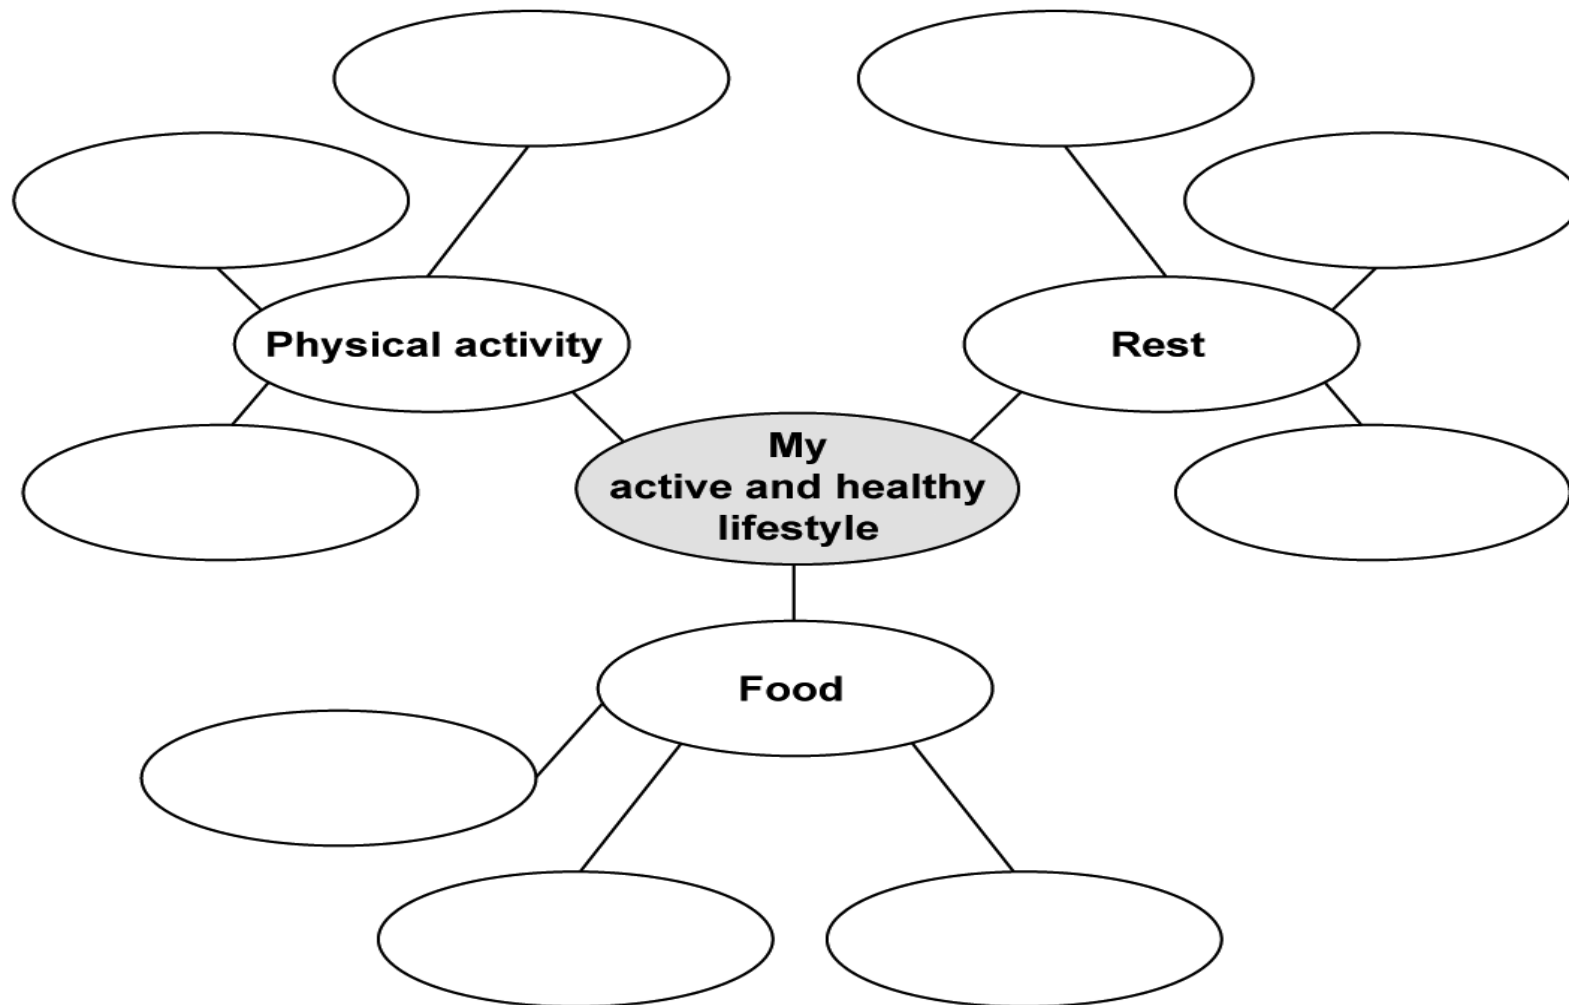 Physical activity
Rest
My
active and healthy
lifestyle
Food